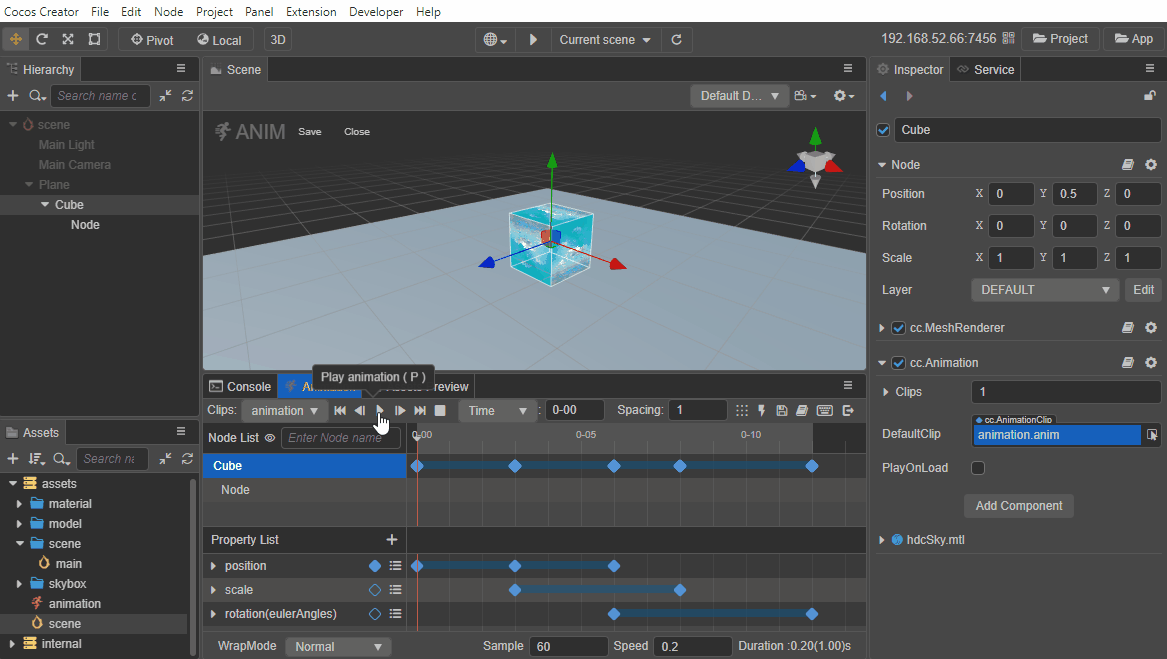 Cocos Creator File Edit Node Project Panel Extension Developer Help
Pivot Local 3D Current scene 192.168.52.66:7456 Project App
Hierarchy
Search name c
scene
Main Light
Main Camera
Plane
Cube
Node
Assets
Search na
assets
material
model
scene
main
skybox
animation
scene
internal
Scene
Default D...
ANIM Save Close
Play animation ( P )
Console Preview
Clips: animation Time : 0-00 Spacing: 1
Node List Enter Node name 0-00 0-05 0-10
Cube
Node
Property List +
position
scale
rotation(eulerAngles)
WrapMode Normal Sample 60 Speed 0.2 Duration :0.20(1.00)s
Inspector Service
Cube
Node
Position X 0 Y 0.5 Z 0
Rotation X 0 Y 0 Z 0
Scale X 1 Y 1 Z 1
Layer DEFAULT Edit
cc.MeshRenderer
cc.Animation
Clips 1
cc.AnimationClip
DefaultClip animation.anim
PlayOnLoad
Add Component
hdcSky.mtl